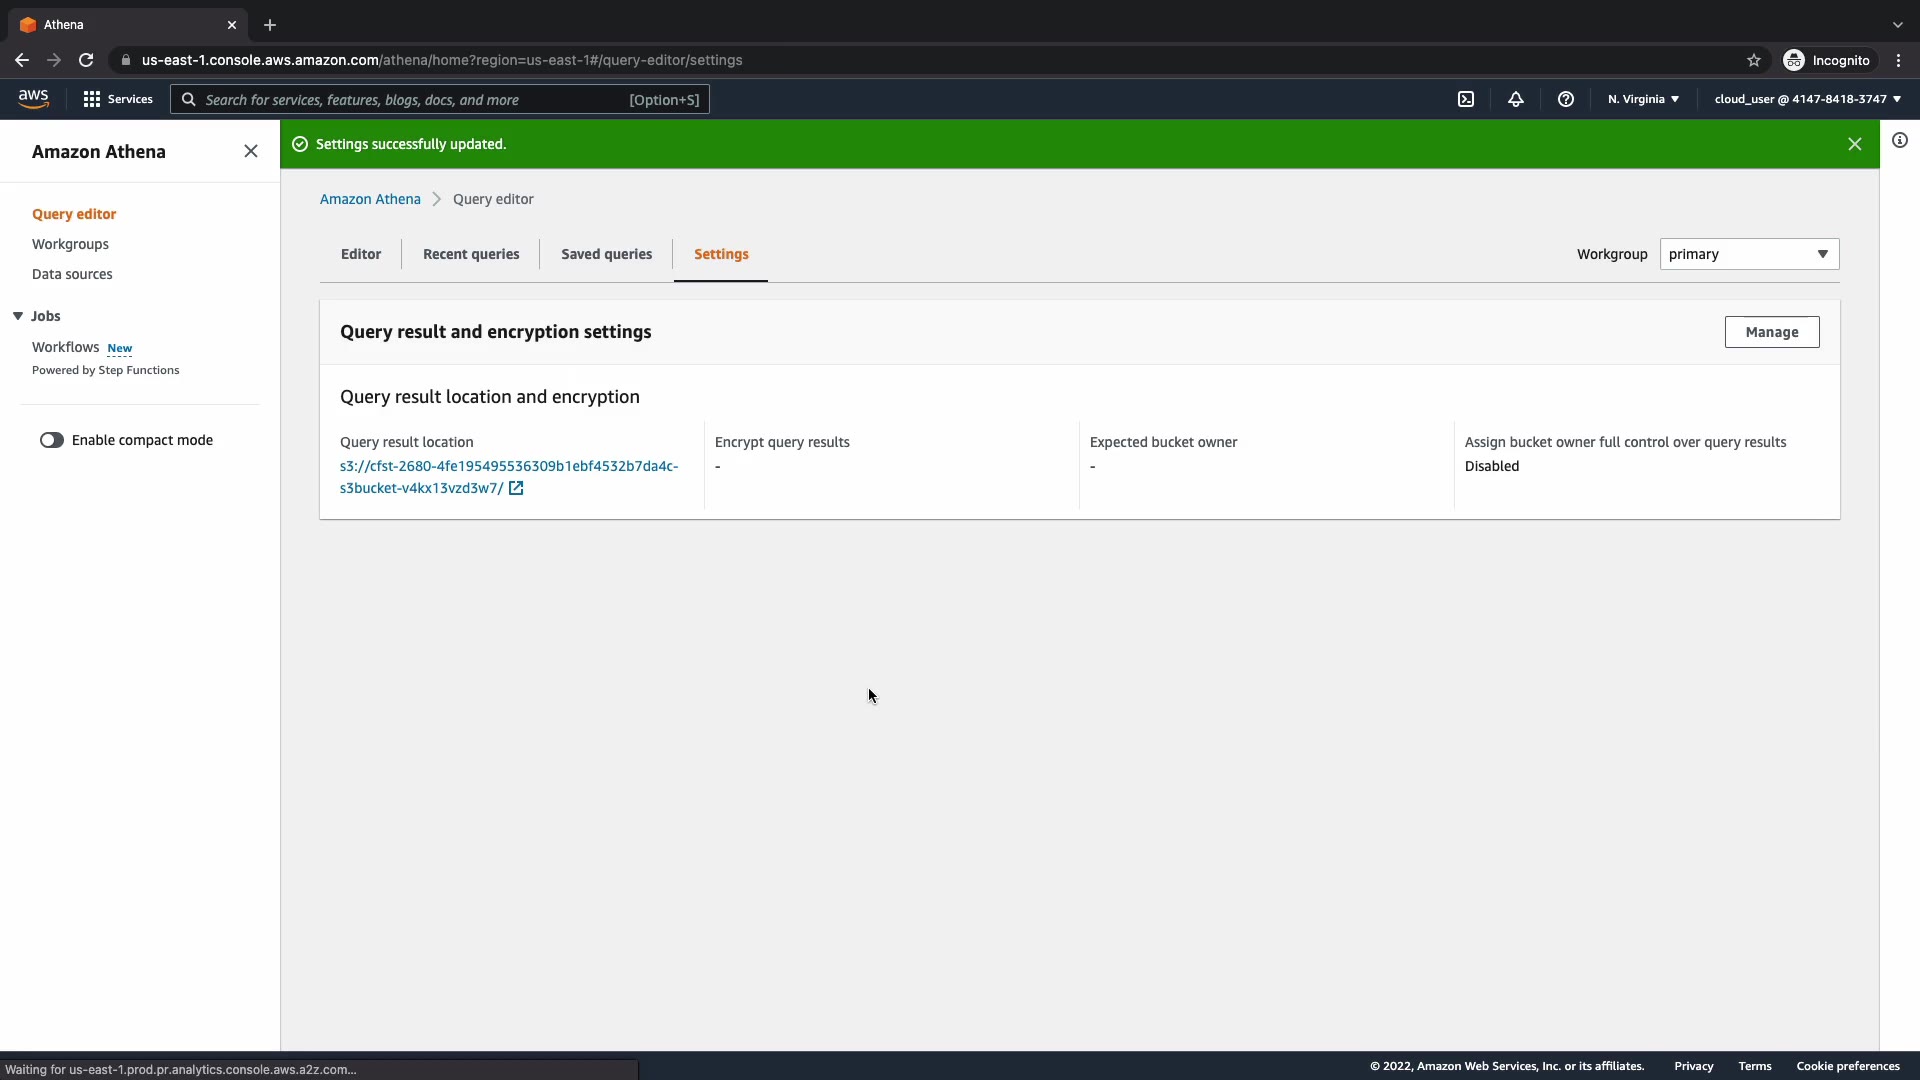 Athena
us-east-1.console.aws.amazon.com/athena/home?region=us-east-1#/query-editor/settings
Incognito
aws
Services
Search for services, features, blogs, docs, and more
[Option+S]
N. Virginia
cloud_user @ 4147-8418-3747
Amazon Athena
Settings successfully updated.
Query editor
Workgroups
Data sources
Jobs
Workflows New
Powered by Step Functions
Enable compact mode
Amazon Athena
Query editor
Editor
Recent queries
Saved queries
Settings
Workgroup
primary
Query result and encryption settings
Manage
Query result location and encryption
Query result location
s3://cfst-2680-4fe195495536309b1ebf4532b7da4c-
s3bucket-v4kx13vzd3w7/
Encrypt query results
-
Expected bucket owner
-
Assign bucket owner full control over query results
Disabled
Waiting for us-east-1.prod.pr.analytics.console.aws.a2z.com...
© 2022, Amazon Web Services, Inc. or its affiliates.
Privacy
Terms
Cookie preferences